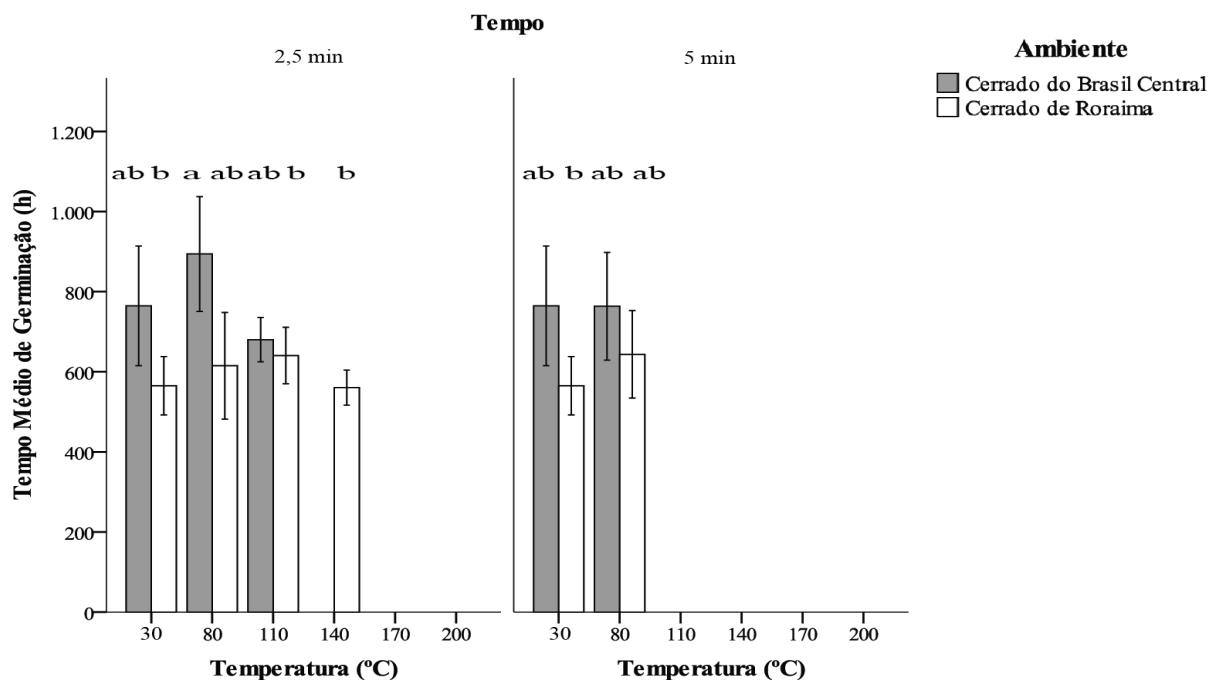 Tempo
2,5 min
5 min
Ambiente
Cerrado do Brasil Central
Cerrado de Roraima
Tempo Médio de Germinação (h)
1.200
1.000
800
600
400
200
0
ab b a ab ab b b
ab b ab ab
30 80 110 140 170 200
30 80 110 140 170 200
Temperatura (ºC)
Temperatura (ºC)